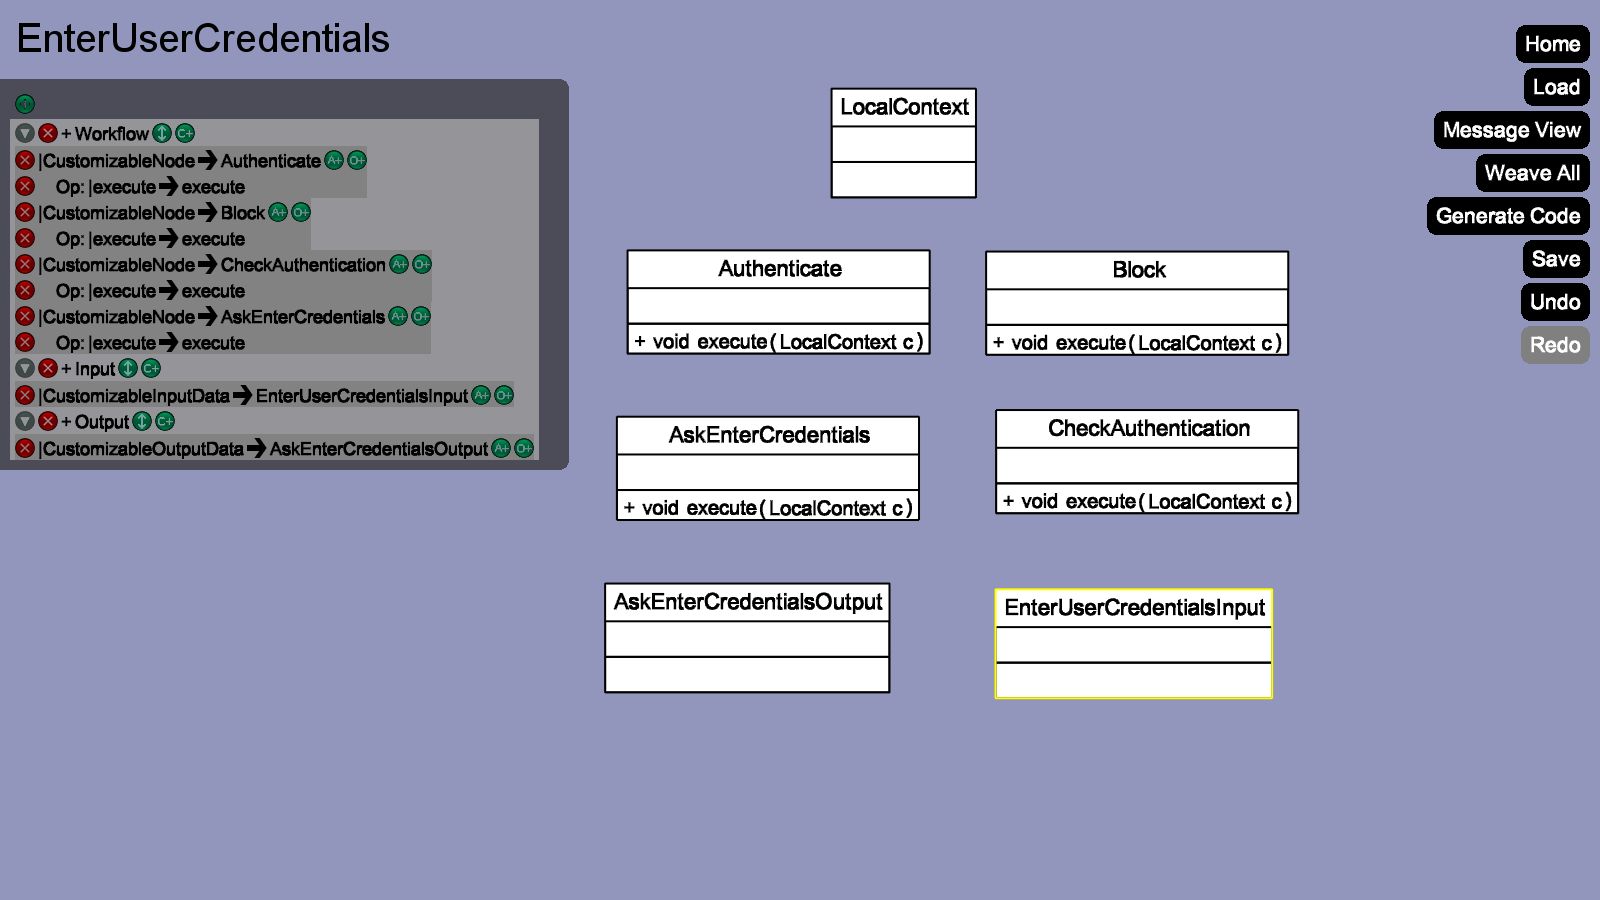 EnterUserCredentials
+ Workflow C+
|CustomizableNode Authenticate A+ O+
Op: |execute execute
|CustomizableNode Block A+ O+
Op: |execute execute
|CustomizableNode CheckAuthentication A+ O+
Op: |execute execute
|CustomizableNode AskEnterCredentials A+ O+
Op: |execute execute
+ Input C+
|CustomizableInputData EnterUserCredentialsInput A+ O+
+ Output C+
|CustomizableOutputData AskEnterCredentialsOutput A+ O+
LocalContext
Authenticate
+ void execute(LocalContext c)
Block
+ void execute(LocalContext c)
AskEnterCredentials
+ void execute(LocalContext c)
CheckAuthentication
+ void execute(LocalContext c)
AskEnterCredentialsOutput
EnterUserCredentialsInput
Home
Load
Message View
Weave All
Generate Code
Save
Undo
Redo